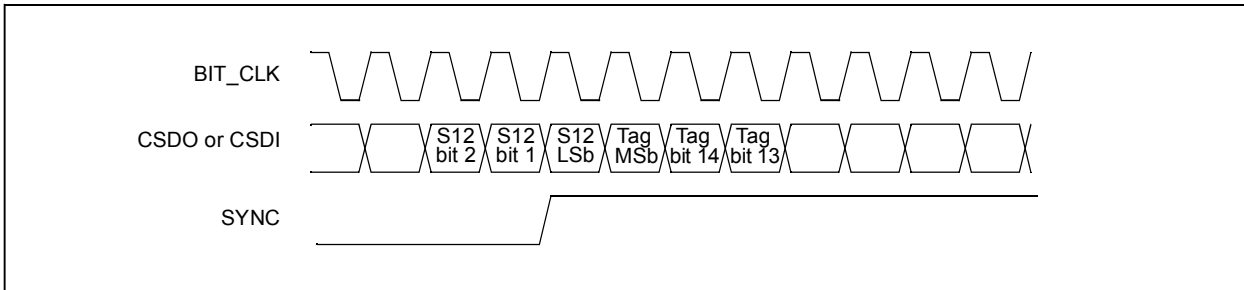 BIT_CLK
CSDO or CSDI
S12 bit 2
S12 bit 1
S12 LSb
Tag MSb
Tag bit 14
Tag bit 13
SYNC